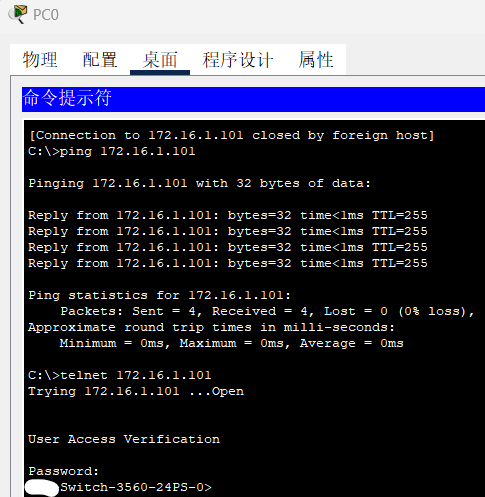 PC0
物理 配置 桌面 程序设计 属性
命令提示符
[Connection to 172.16.1.101 closed by foreign host]
C:\>ping 172.16.1.101
Pinging 172.16.1.101 with 32 bytes of data:
Reply from 172.16.1.101: bytes=32 time<1ms TTL=255
Reply from 172.16.1.101: bytes=32 time<1ms TTL=255
Reply from 172.16.1.101: bytes=32 time<1ms TTL=255
Reply from 172.16.1.101: bytes=32 time<1ms TTL=255
Ping statistics for 172.16.1.101:
Packets: Sent = 4, Received = 4, Lost = 0 (0% loss),
Approximate round trip times in milli-seconds:
Minimum = 0ms, Maximum = 0ms, Average = 0ms
C:\>telnet 172.16.1.101
Trying 172.16.1.101 ...Open
User Access Verification
Password:
Switch-3560-24PS-0>